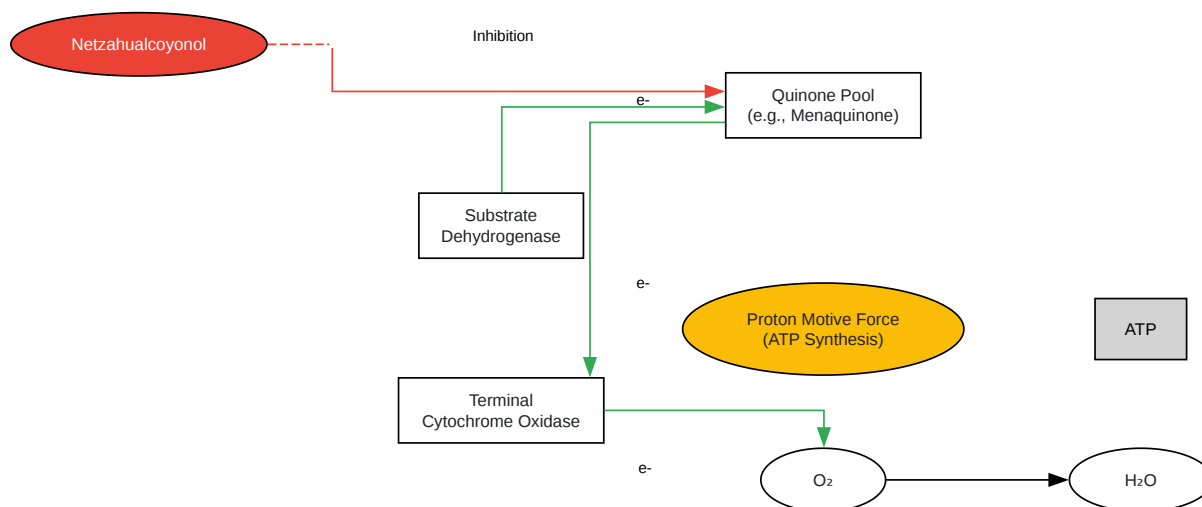 Netzahualcoyonol
Inhibition
Quinone Pool
(e.g., Menaquinone)
e-
Substrate
Dehydrogenase
e-
Proton Motive Force
(ATP Synthesis)
ATP
Terminal
Cytochrome Oxidase
e-
O₂
H₂O